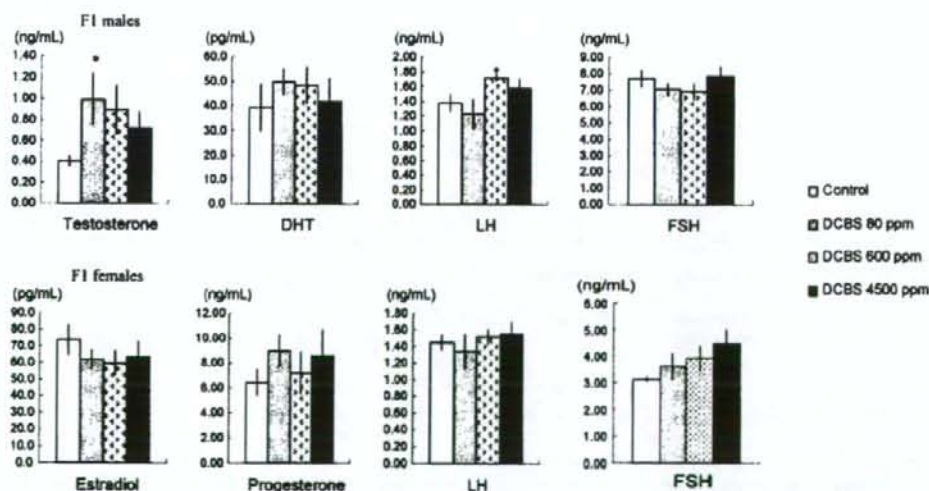 F1 males
(ng/mL) (pg/mL) (ng/mL) (ng/mL)
1.40 60.0 2.00 9.00
1.20 50.0 1.80 8.00
1.00 40.0 1.60 7.00
0.80 30.0 1.40 6.00
0.60 20.0 1.20 5.00
0.40 10.0 1.00 4.00
0.20 0.0 0.80 3.00
0.00 0.60 2.00
0.40 1.00
0.20 0.00
0.00
* *
Testosterone DHT LH FSH
Control
DCBS 80 ppm
DCBS 600 ppm
DCBS 4500 ppm
F1 females
(pg/mL) (ng/mL) (ng/mL) (ng/mL)
90.0 12.00 1.80 6.00
80.0 10.00 1.60 5.00
70.0 8.00 1.40 4.00
60.0 6.00 1.20 3.00
50.0 4.00 1.00 2.00
40.0 2.00 0.80 1.00
30.0 0.00 0.60 0.00
20.0 0.40
10.0 0.20
0.0 0.00
Estradiol Progesterone LH FSH